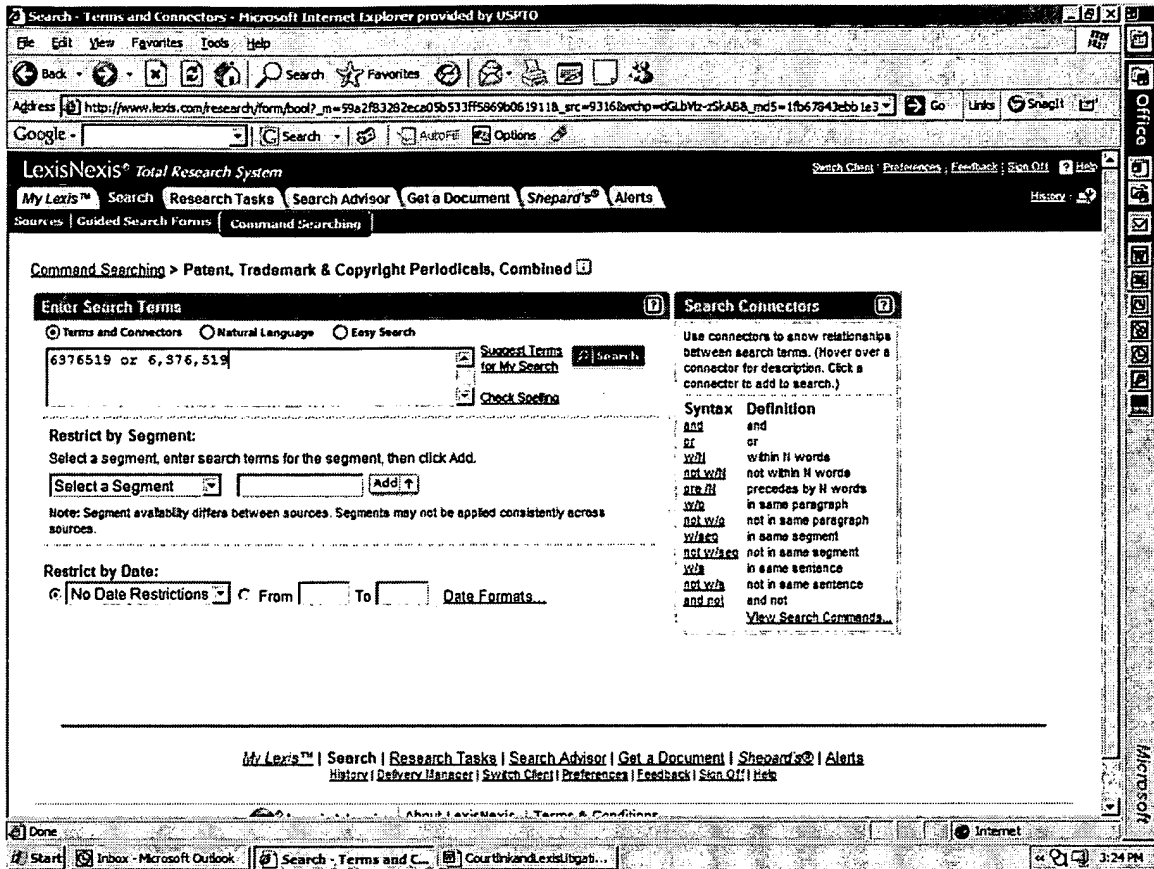 Search - Terms and Connectors - Microsoft Internet Explorer provided by USPTO
File Edit View Favorites Tools Help
Back Search Favorites
Address http://www.lexis.com/research/form/bool?_m=59a2f83282eca05b533ff5869b061911&_src=9316&wchp=dGLbVtz-zSkAB&_md5=1fb67843ebb1e3 Go Links SnagIt
Google - Search AutoFill Options
LexisNexis® Total Research System
Switch Client | Preferences | Feedback | Sign Off ? Help
My Lexis™ Search Research Tasks Search Advisor Get a Document Shepard's® Alerts
History
Sources | Guided Search Forms | Command Searching
Command Searching > Patent, Trademark & Copyright Periodicals, Combined i
Enter Search Terms ?
Terms and Connectors Natural Language Easy Search
6376519 or 6,376,519
Suggest Terms for My Search
Search
Check Spelling
Restrict by Segment:
Select a segment, enter search terms for the segment, then click Add.
Select a Segment Add
Note: Segment availability differs between sources. Segments may not be applied consistently across
sources.
Restrict by Date:
No Date Restrictions From To Date Formats...
Search Connectors ?
Use connectors to show relationships
between search terms. (Hover over a
connector for description. Click a
connector to add to search.)
Syntax Definition
and and
or or
w/N within N words
not w/N not within N words
pre /N precedes by N words
w/p in same paragraph
not w/p not in same paragraph
w/seg in same segment
not w/seg not in same segment
w/s in same sentence
not w/s not in same sentence
and not and not
View Search Commands...
My Lexis™ | Search | Research Tasks | Search Advisor | Get a Document | Shepard's® | Alerts
History | Delivery Manager | Switch Client | Preferences | Feedback | Sign Off | Help
About LexisNexis | Terms & Conditions
Done Internet
Start Inbox - Microsoft Outlook Search - Terms and C... CourtlinkandLexisLitigati... 3:24 PM
Office
Microsoft